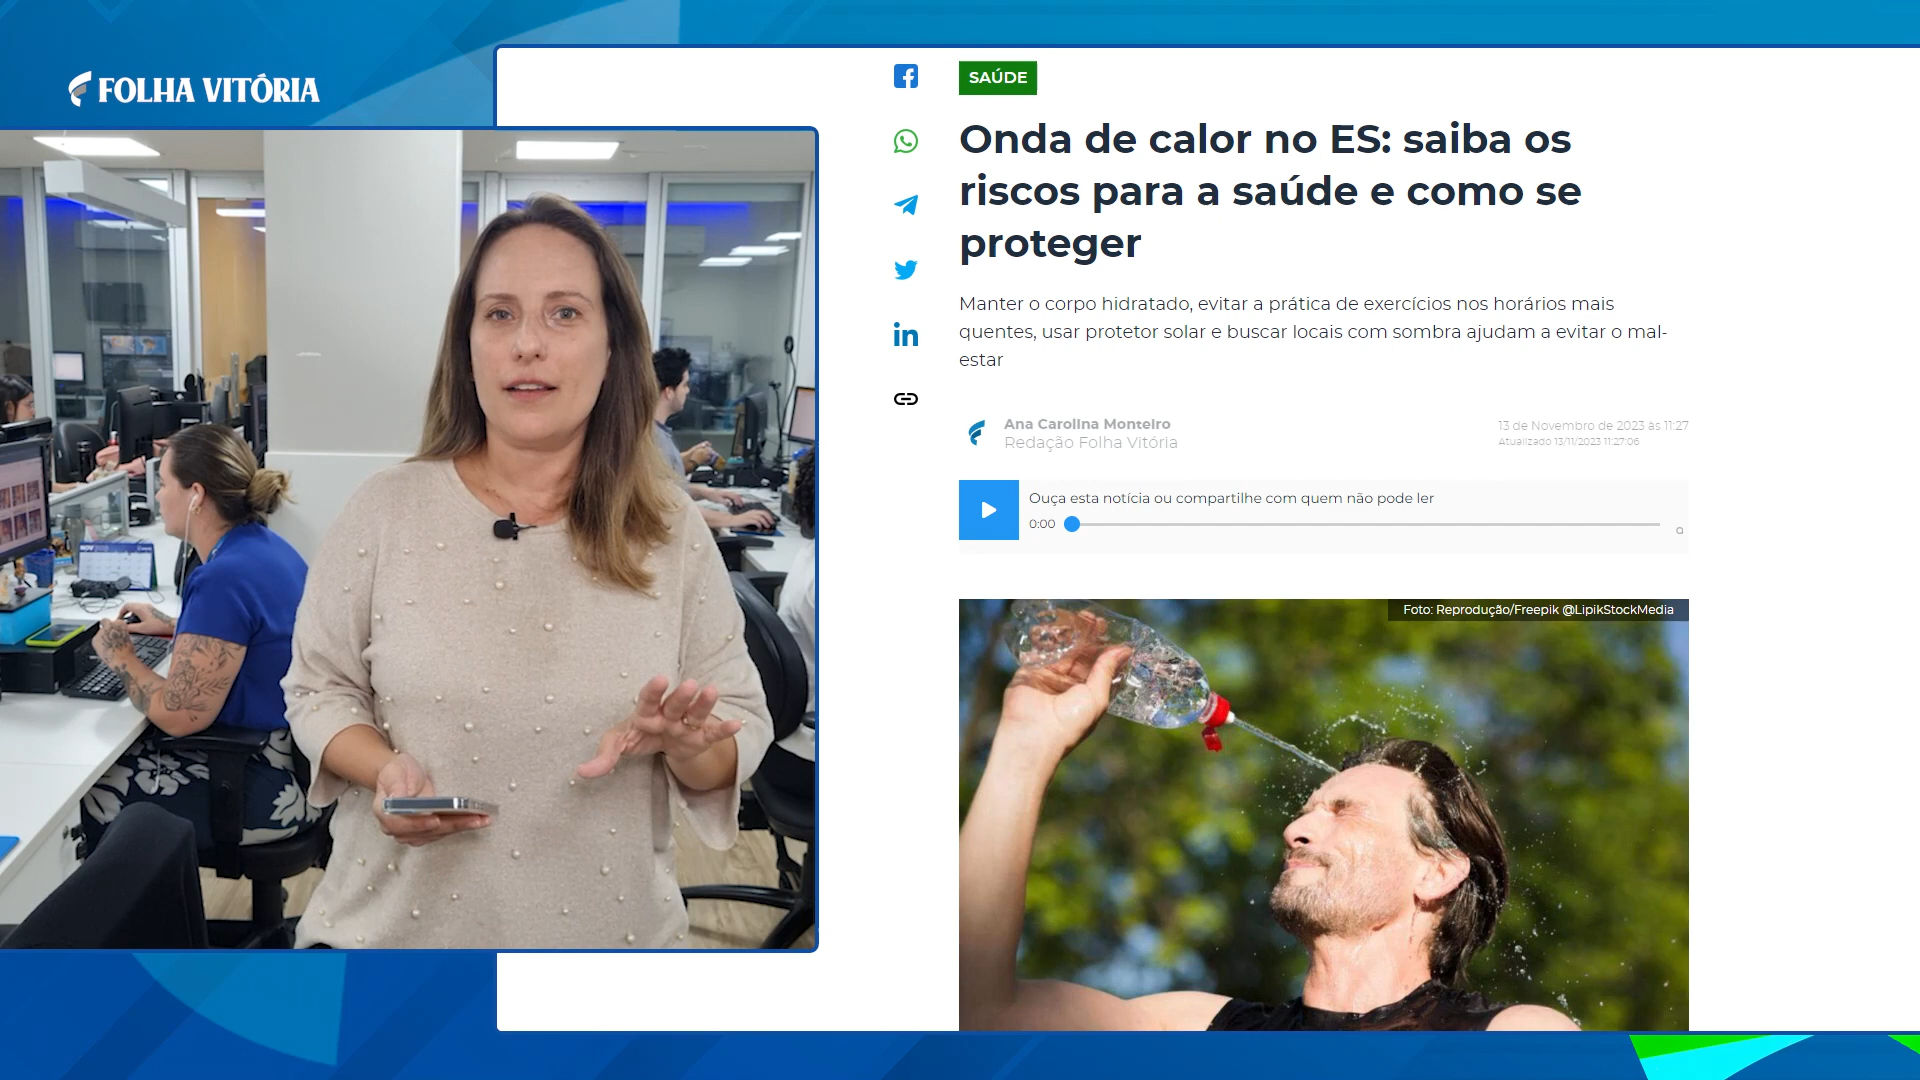 FOLHA VITÓRIA
SAÚDE
Onda de calor no ES: saiba os
riscos para a saúde e como se
proteger
Manter o corpo hidratado, evitar a prática de exercícios nos horários mais
quentes, usar protetor solar e buscar locais com sombra ajudam a evitar o mal-
estar
Ana Carolina Monteiro
Redação Folha Vitória
13 de Novembro de 2023 às 11:27
Atualizado 13/11/2023 11:27:06
Ouça esta notícia ou compartilhe com quem não pode ler
0:00
Foto: Reprodução/Freepik @LipikStockMedia
NOV